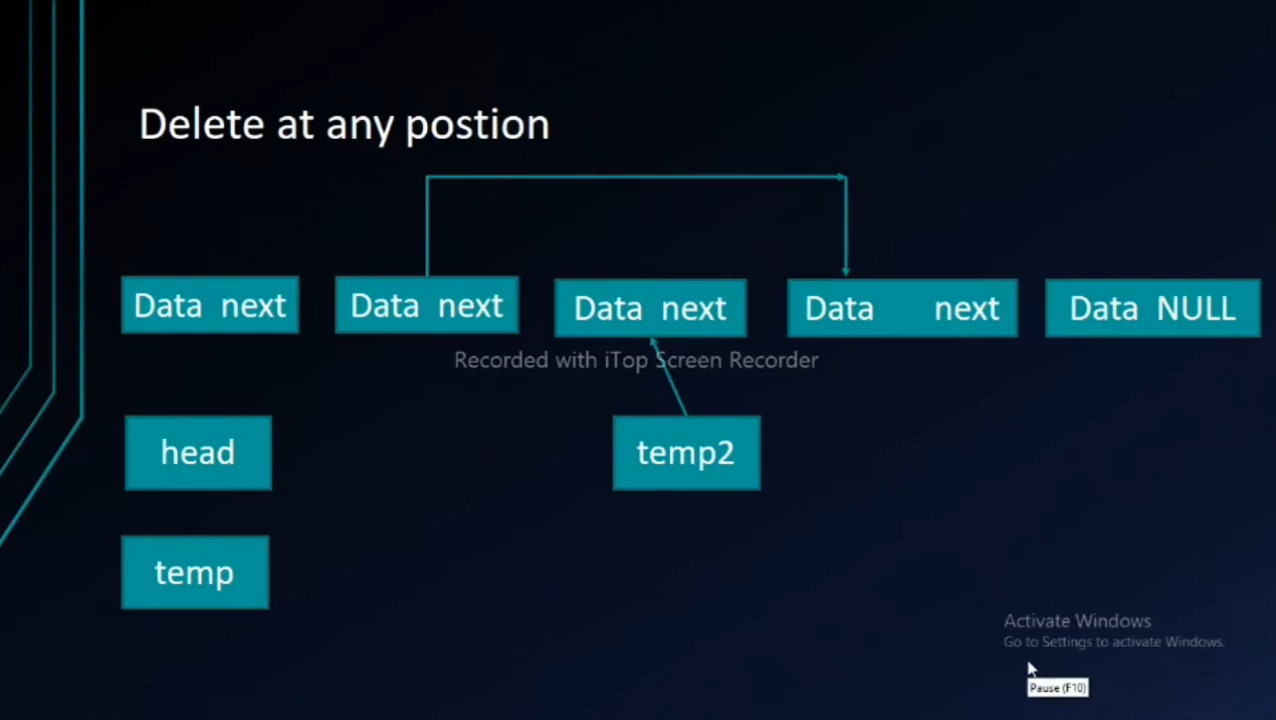 Delete at any postion
Data next
Data next
Data next
Data next
Data NULL
Recorded with iTop Screen Recorder
head
temp2
temp
Activate Windows
Go to Settings to activate Windows.
Pause (F10)